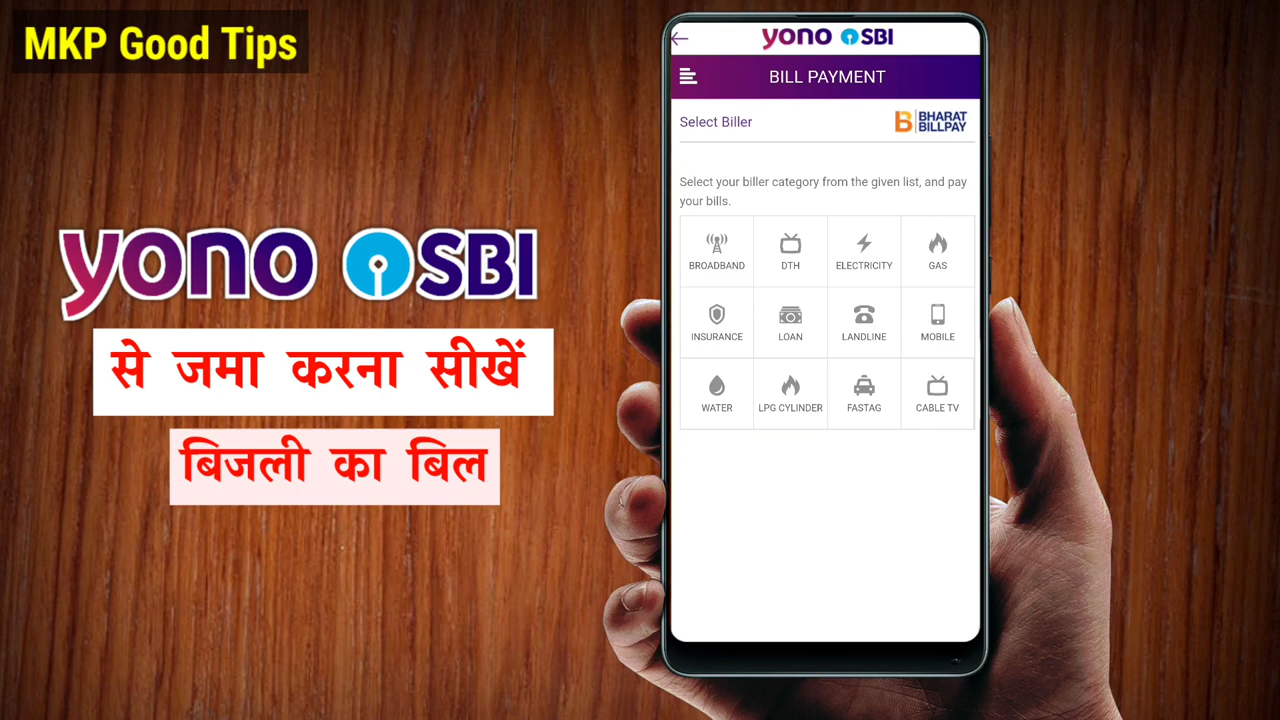 MKP Good Tips
yono SBI
से जमा करना सीखें
बिजली का बिल
yono SBI
BILL PAYMENT
Select Biller
BHARAT
BILLPAY
Select your biller category from the given list, and pay
your bills.
BROADBAND DTH ELECTRICITY GAS
INSURANCE LOAN LANDLINE MOBILE
WATER LPG CYLINDER FASTAG CABLE TV